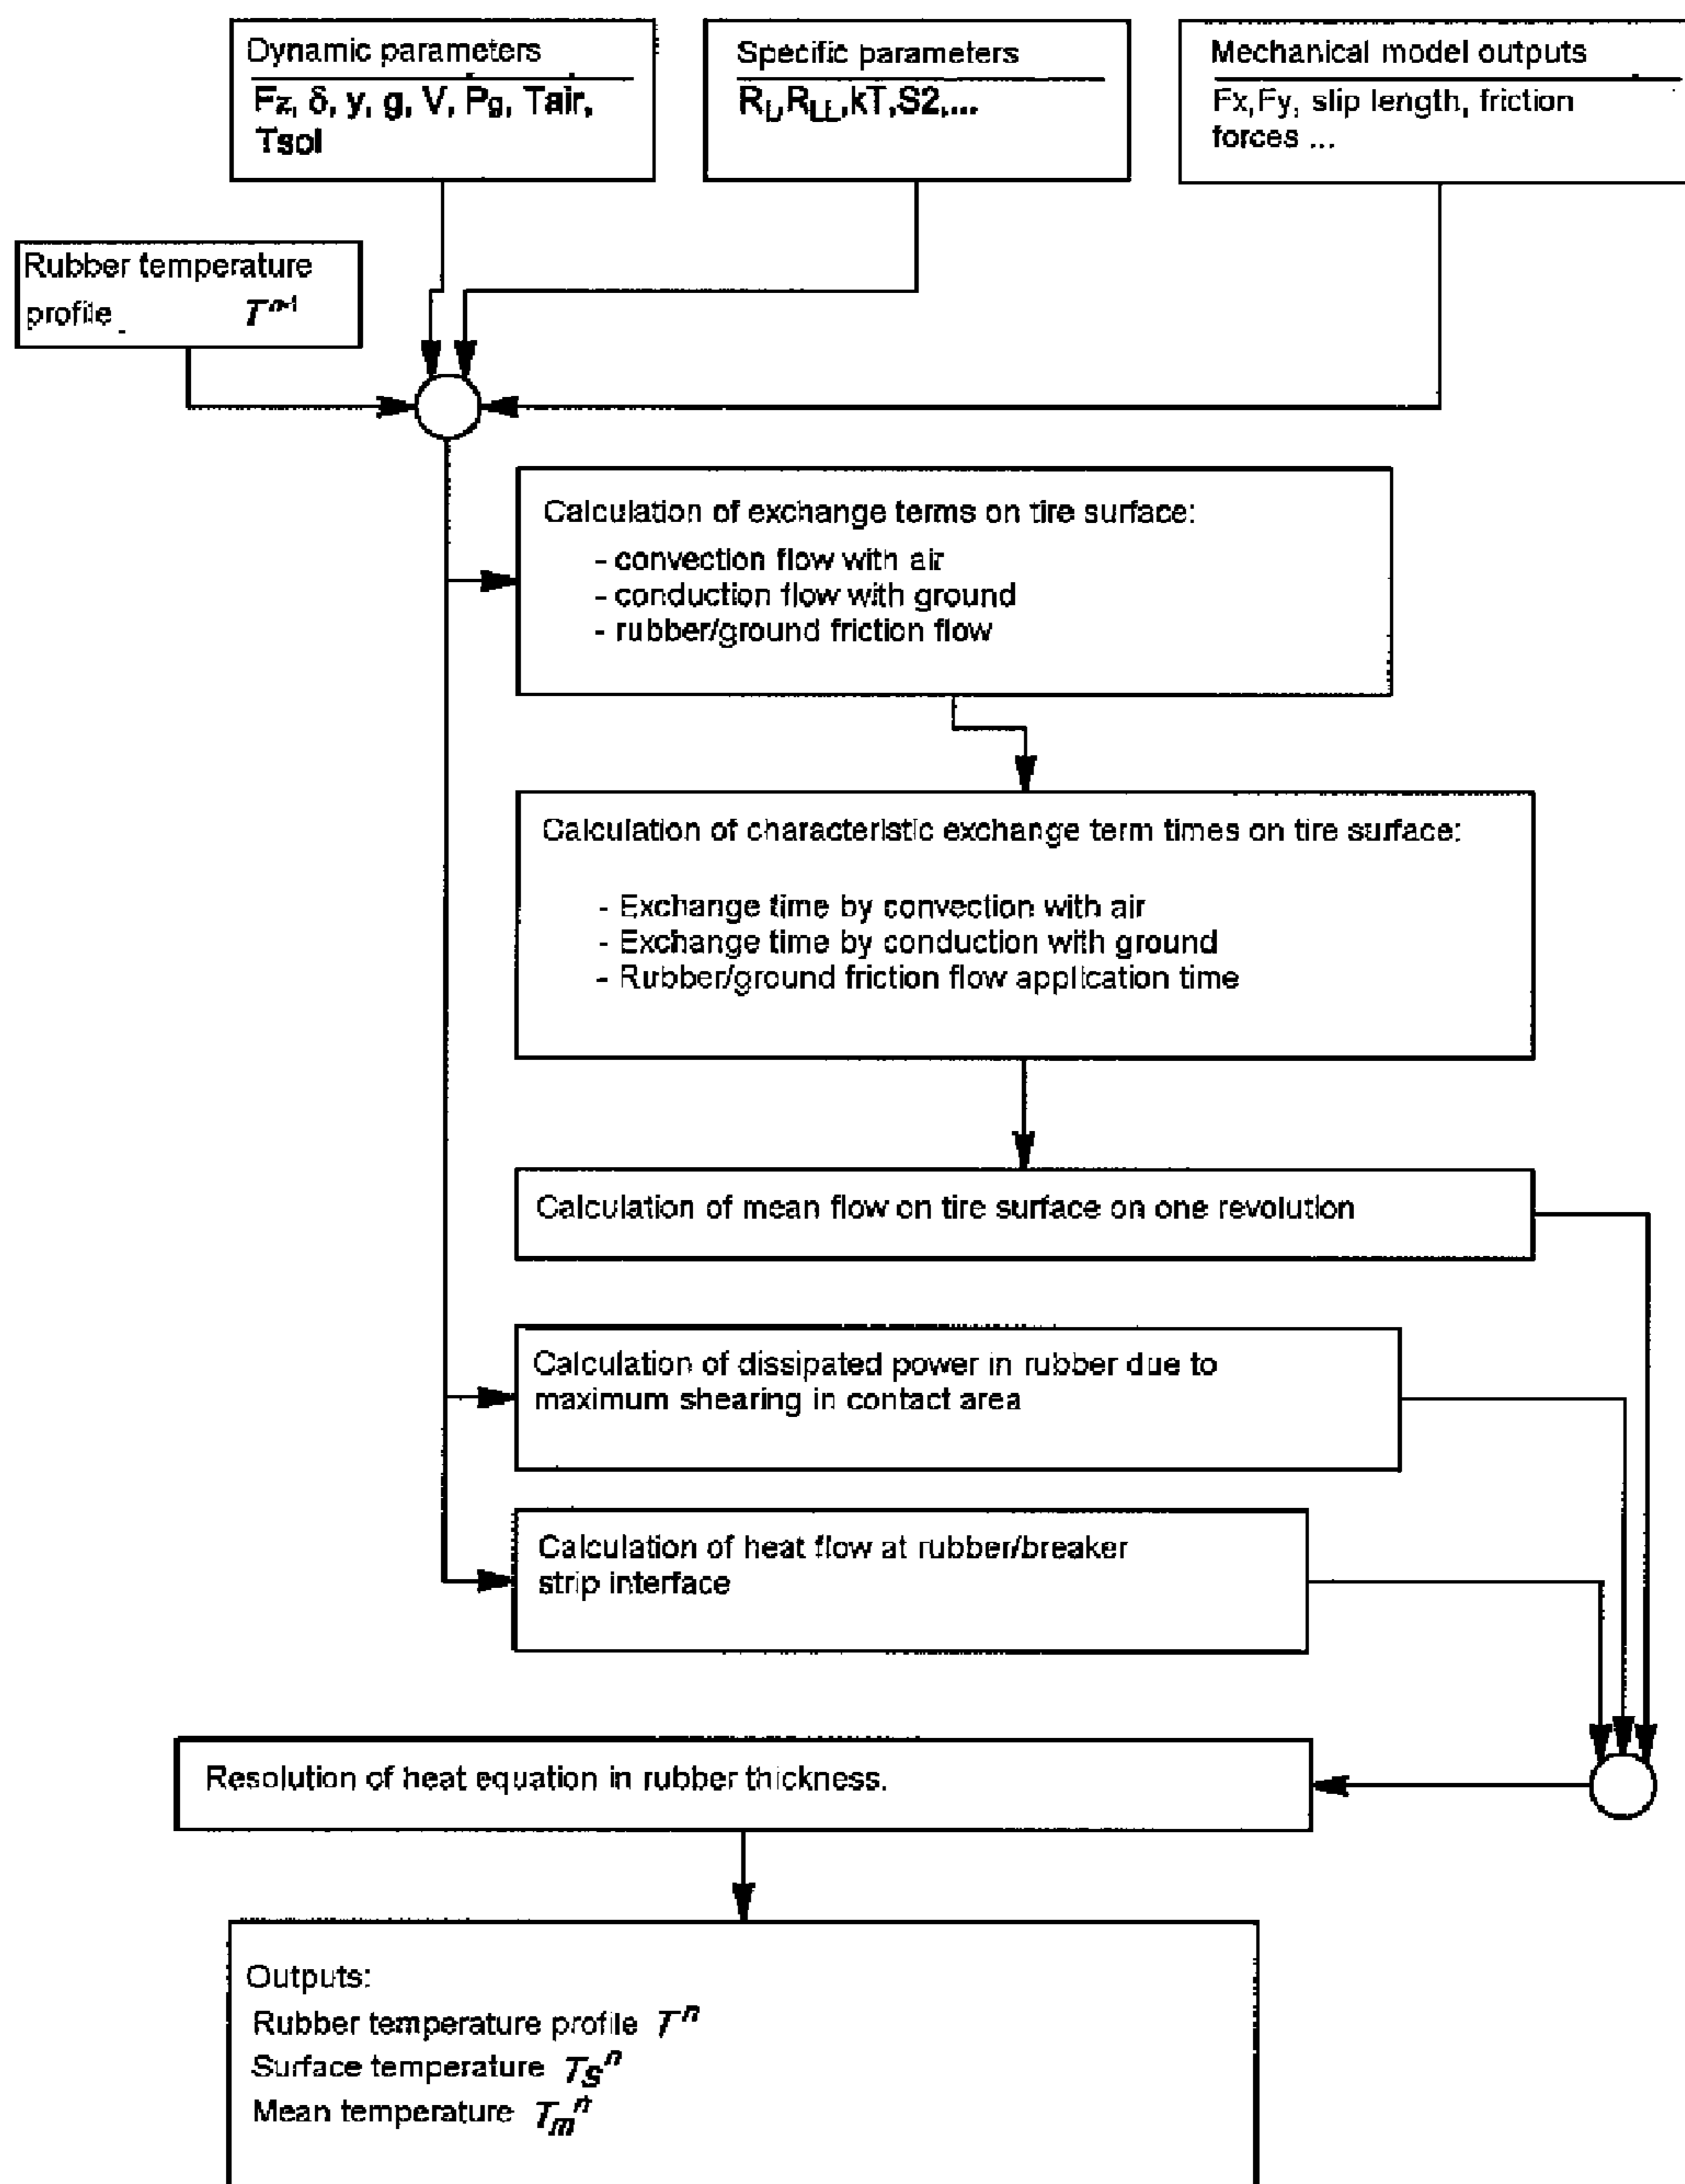 Dynamic parameters
Fz, δ, y, g, V, Pg, Tair,
Tsol
Specific parameters
RL,RLL,kT,S2,...
Mechanical model outputs
Fx,Fy, slip length, friction
forces ...
Rubber temperature
profile T^n-1
Calculation of exchange terms on tire surface:
- convection flow with air
- conduction flow with ground
- rubber/ground friction flow
Calculation of characteristic exchange term times on tire surface:
- Exchange time by convection with air
- Exchange time by conduction with ground
- Rubber/ground friction flow application time
Calculation of mean flow on tire surface on one revolution
Calculation of dissipated power in rubber due to
maximum shearing in contact area
Calculation of heat flow at rubber/breaker
strip interface
Resolution of heat equation in rubber thickness.
Outputs:
Rubber temperature profile T^n
Surface temperature Ts^n
Mean temperature Tm^n